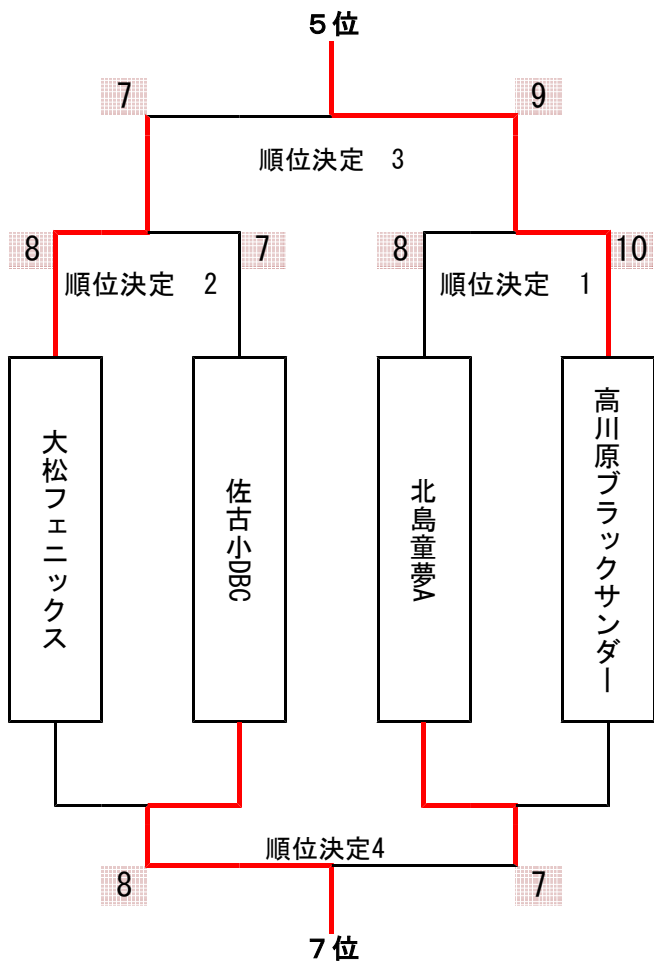 5位
7
9
順位決定　3
8
7
8
10
順位決定　2
順位決定　1
大松フェニックス
佐古小DBC
北島童夢A
高川原ブラックサンダー
順位決定4
8
7
7位